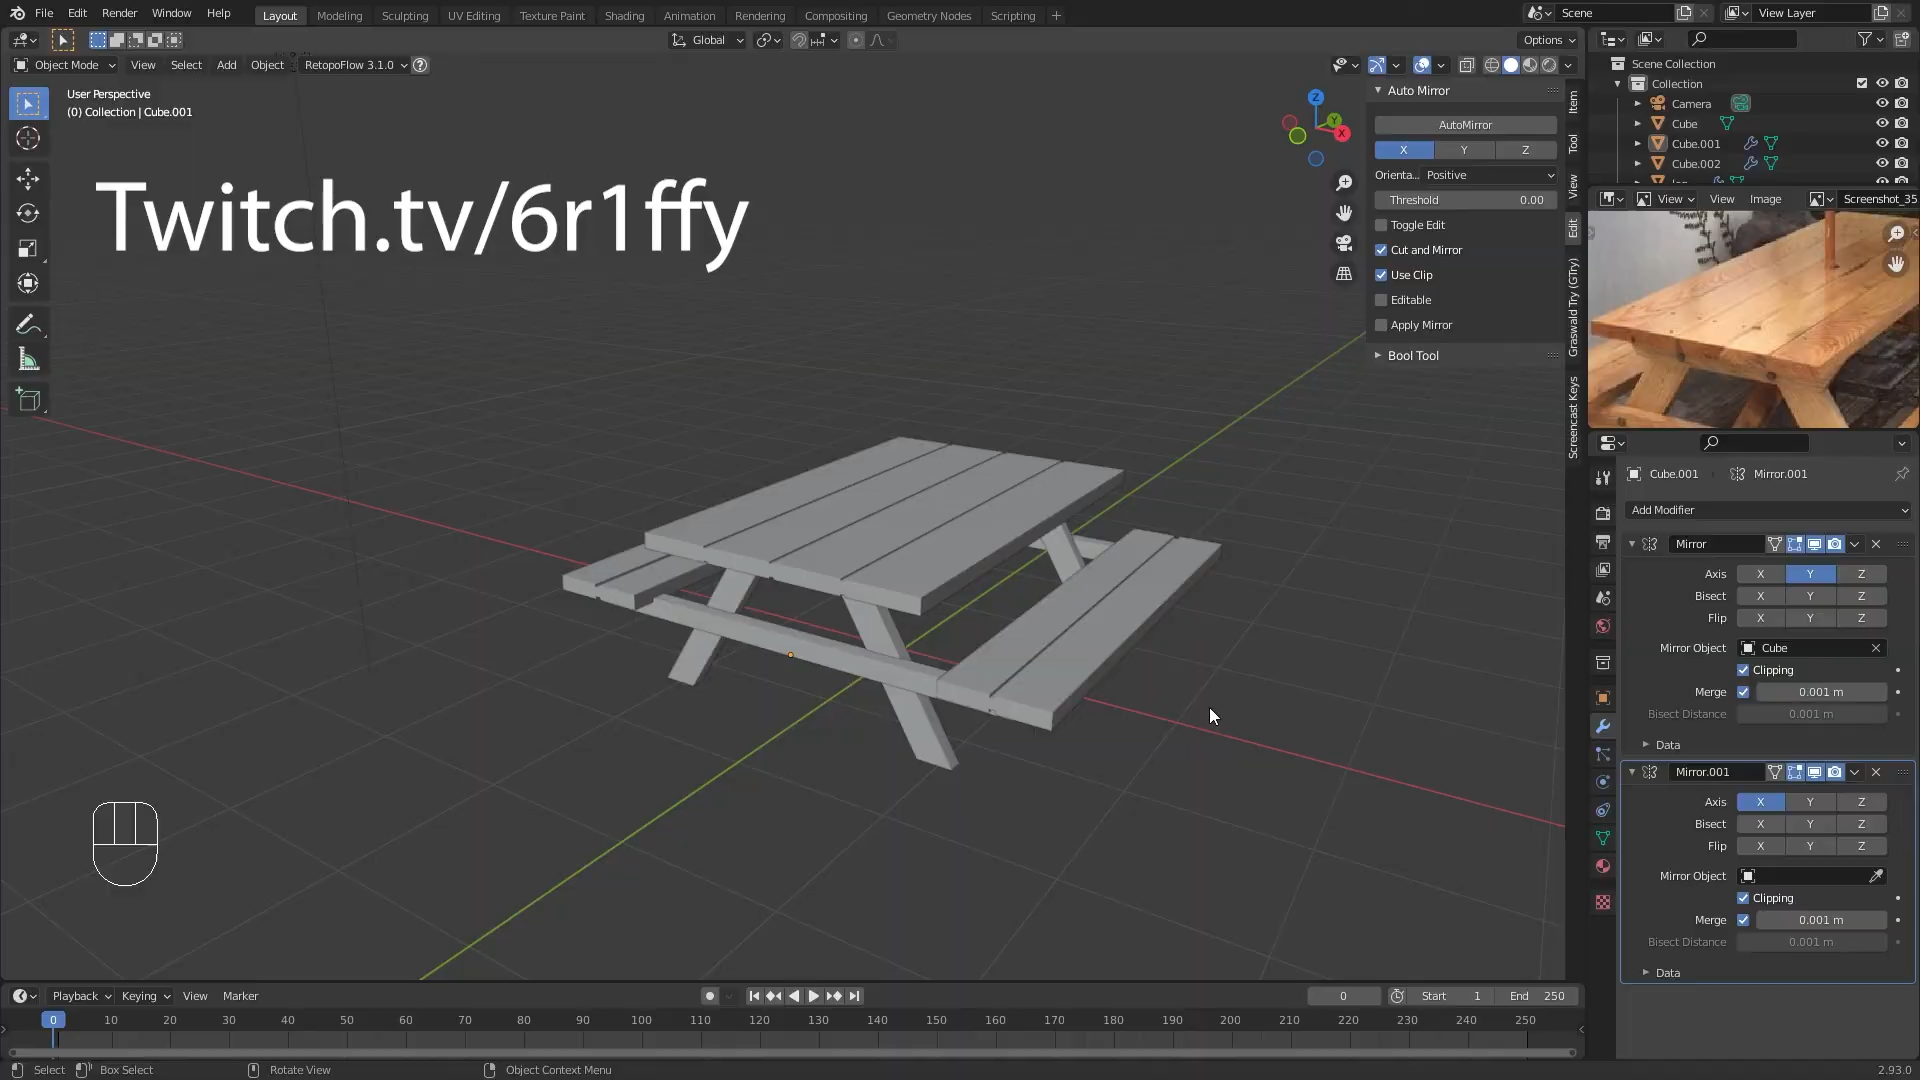 File Edit Render Window Help Layout Modeling Sculpting UV Editing Texture Paint Shading Animation Rendering Compositing Geometry Nodes Scripting Scene View Layer
Global Options
Object Mode View Select Add Object RetopoFlow 3.1.0
User Perspective
(0) Collection | Cube.001
Twitch.tv/6r1ffy
Z
Y
X
Auto Mirror
AutoMirror
X Y Z
Orienta... Positive
Threshold 0.00
Toggle Edit
Cut and Mirror
Use Clip
Editable
Apply Mirror
Bool Tool
Item
Tool
View
Edit
Graswald Try (GTry)
Screencast Keys
Scene Collection
Collection
Camera
Cube
Cube.001
Cube.002
View View Image Screenshot_35
Cube.001 Mirror.001
Add Modifier
Mirror
Axis X Y Z
Bisect X Y Z
Flip X Y Z
Mirror Object Cube
Clipping
Merge 0.001 m
Bisect Distance 0.001 m
Data
Mirror.001
Axis X Y Z
Bisect X Y Z
Flip X Y Z
Mirror Object
Clipping
Merge 0.001 m
Bisect Distance 0.001 m
Data
Playback Keying View Marker 0 Start 1 End 250
0 10 20 30 40 50 60 70 80 90 100 110 120 130 140 150 160 170 180 190 200 210 220 230 240 250
Select Box Select Rotate View Object Context Menu 2.93.0